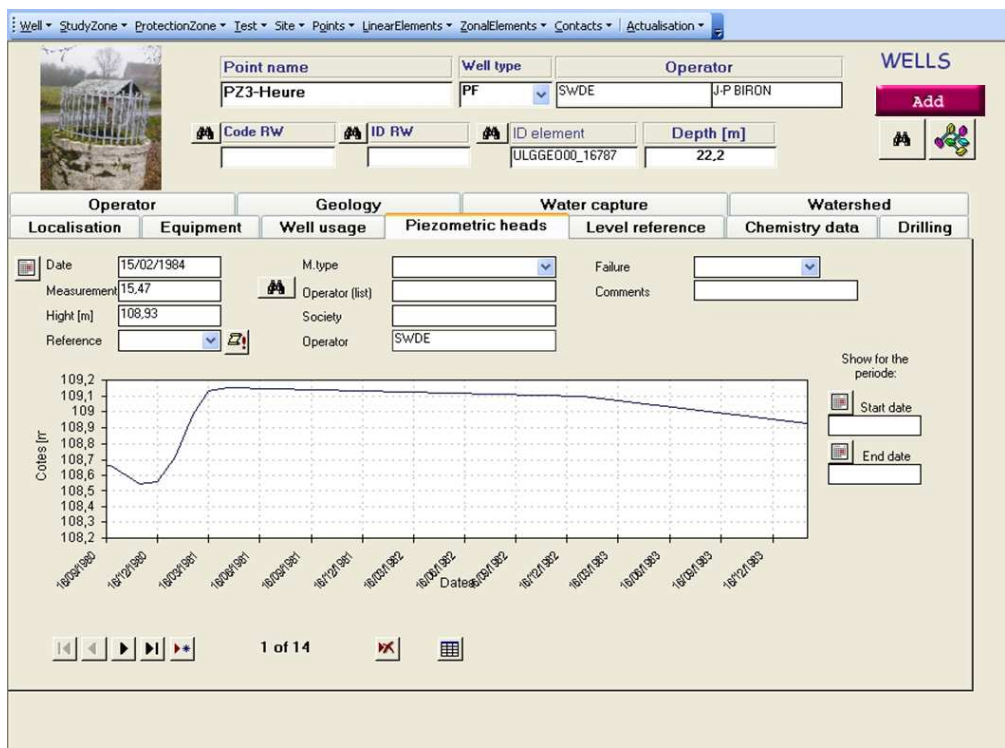 Well StudyZone ProtectionZone Test Site Points LinearElements ZonalElements Contacts Actualisation
Point name Well type Operator WELLS
PZ3-Heure PF SWDE J-P BIRON
Add
Code RW ID RW ID element Depth [m]
ULGGEO00_16787 22,2
Operator Geology Water capture Watershed
Localisation Equipment Well usage Piezometric heads Level reference Chemistry data Drilling
Date 15/02/1984 M.type Failure
Measurement 15,47 Operator (list) Comments
Hight [m] 108,93 Society
Reference Operator SWDE
Show for the
periode:
Start date
End date
109,2
109,1
109
108,9
108,8
108,7
108,6
108,5
108,4
108,3
108,2
Cotes [m
16/09/1980 16/12/1980 16/03/1981 16/06/1981 16/09/1981 16/12/1981 16/03/1982 16/06/1982 16/09/1982 16/12/1982 16/03/1983 16/06/1983 16/09/1983 16/12/1983
Dates
1 of 14